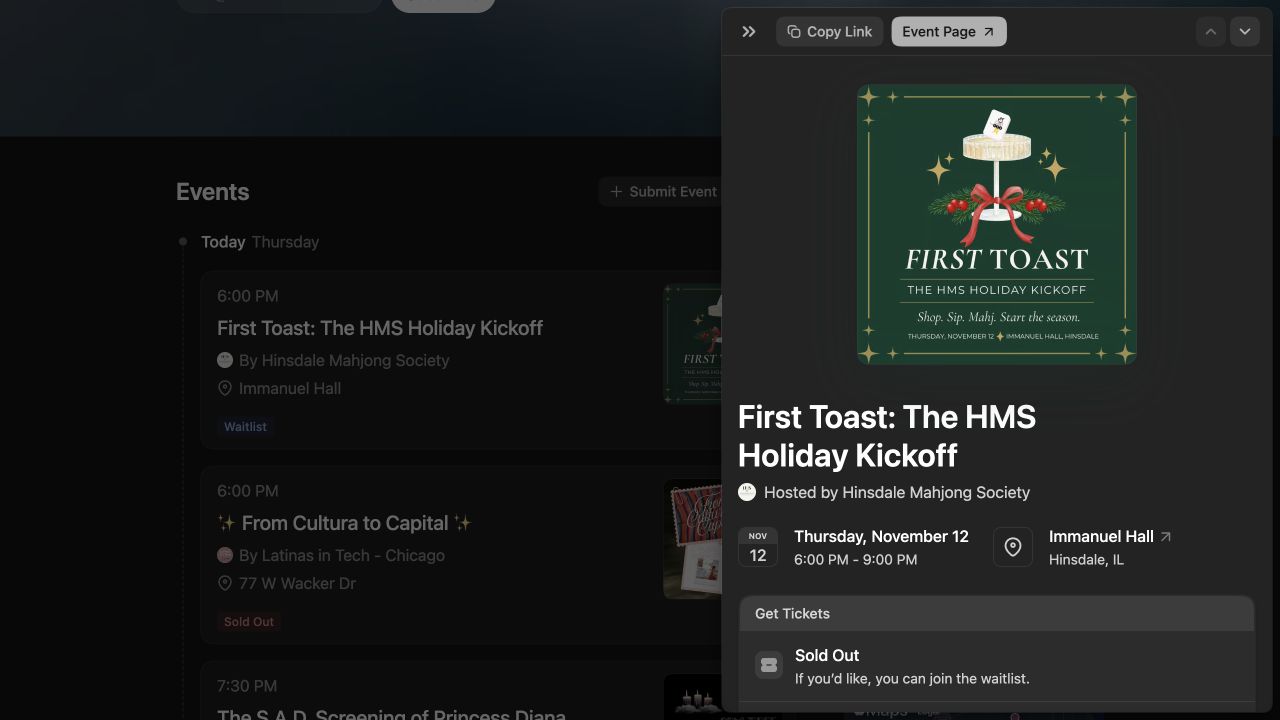 Copy Link
Event Page
Events
Submit Event
Today Thursday
6:00 PM
First Toast: The HMS Holiday Kickoff
By Hinsdale Mahjong Society
Immanuel Hall
Waitlist
FIRST
6:00 PM
✨ From Cultura to Capital ✨
By Latinas in Tech - Chicago
77 W Wacker Dr
Sold Out
7:30 PM
The S.A.D. Screening of Princess Diana
FIRST TOAST
THE HMS HOLIDAY KICKOFF
Shop. Sip. Mahj. Start the season.
THURSDAY, NOVEMBER 12 IMMANUEL HALL, HINSDALE
First Toast: The HMS
Holiday Kickoff
Hosted by Hinsdale Mahjong Society
NOV
12
Thursday, November 12
6:00 PM - 9:00 PM
Immanuel Hall
Hinsdale, IL
Get Tickets
Sold Out
If you’d like, you can join the waitlist.
Maps